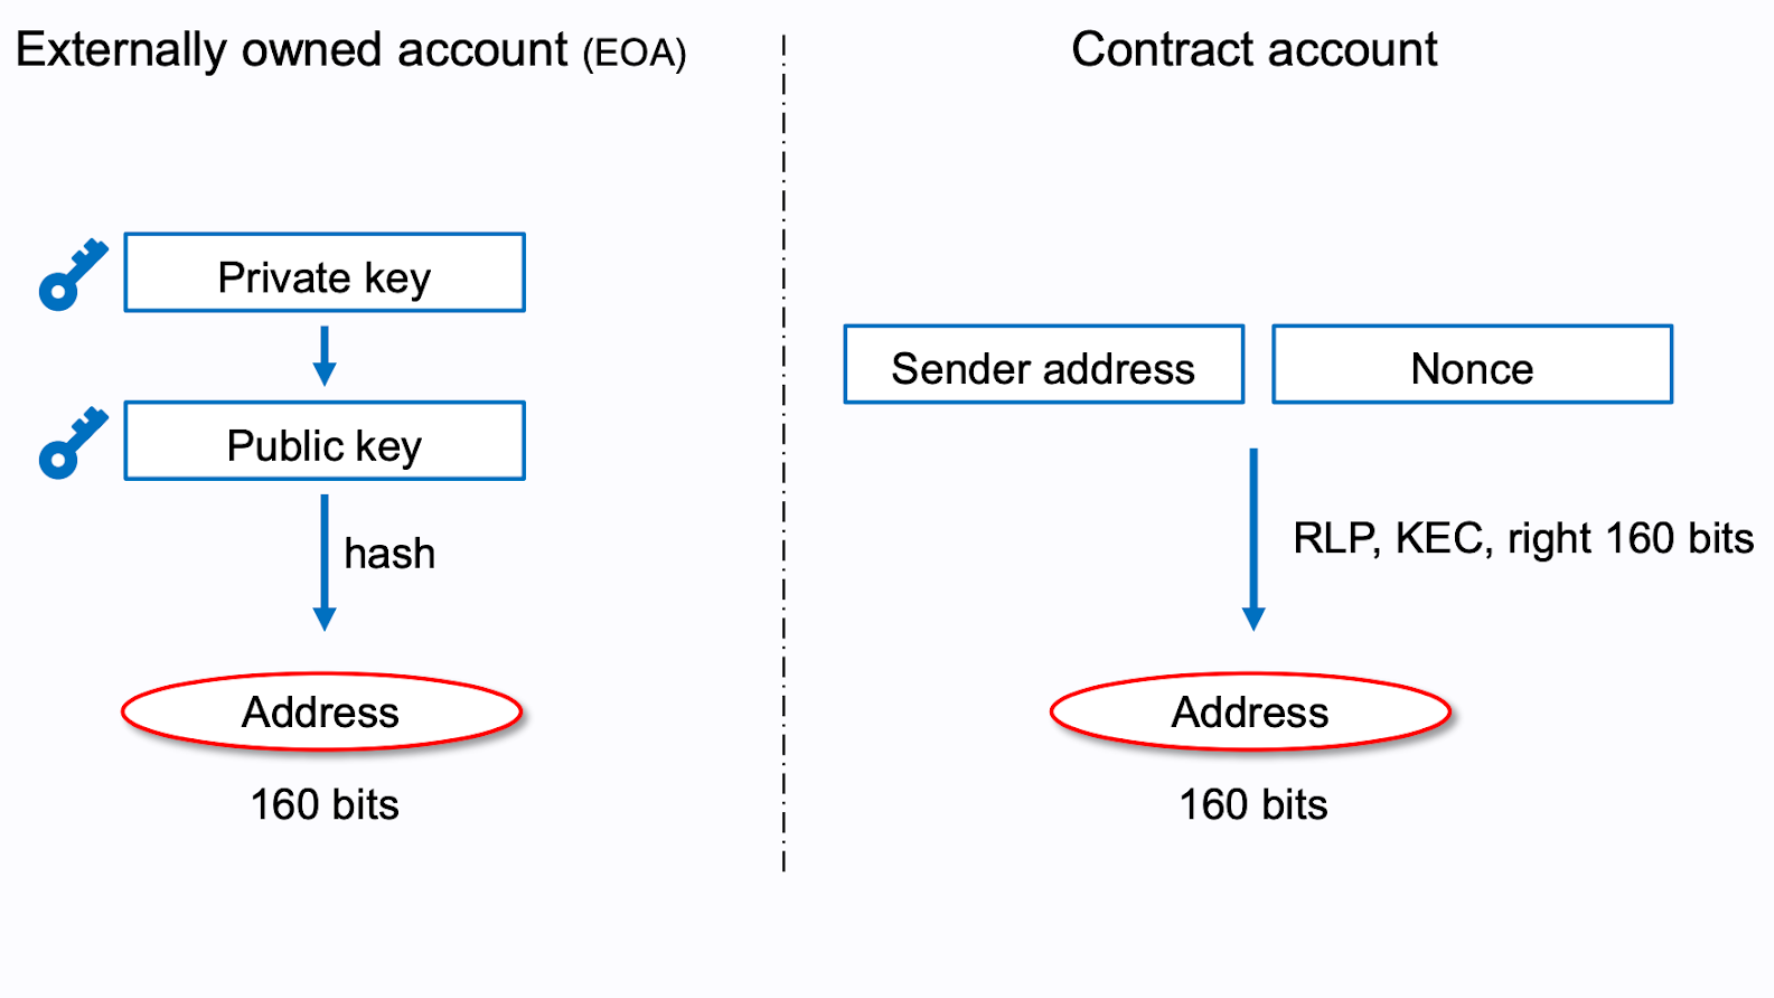 Externally owned account (EOA)
Private key
Public key
hash
Address
160 bits
Contract account
Sender address
Nonce
RLP, KEC, right 160 bits
Address
160 bits